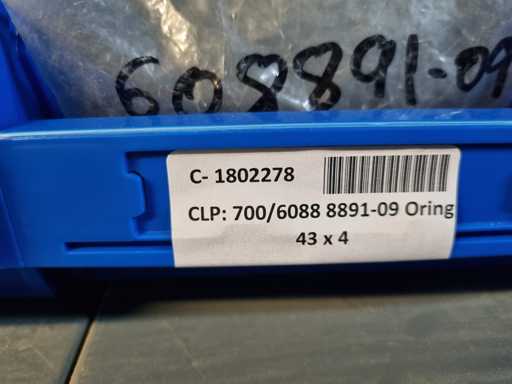 608891-09
C- 1802278
CLP: 700/6088 8891-09 Oring
43 x 4